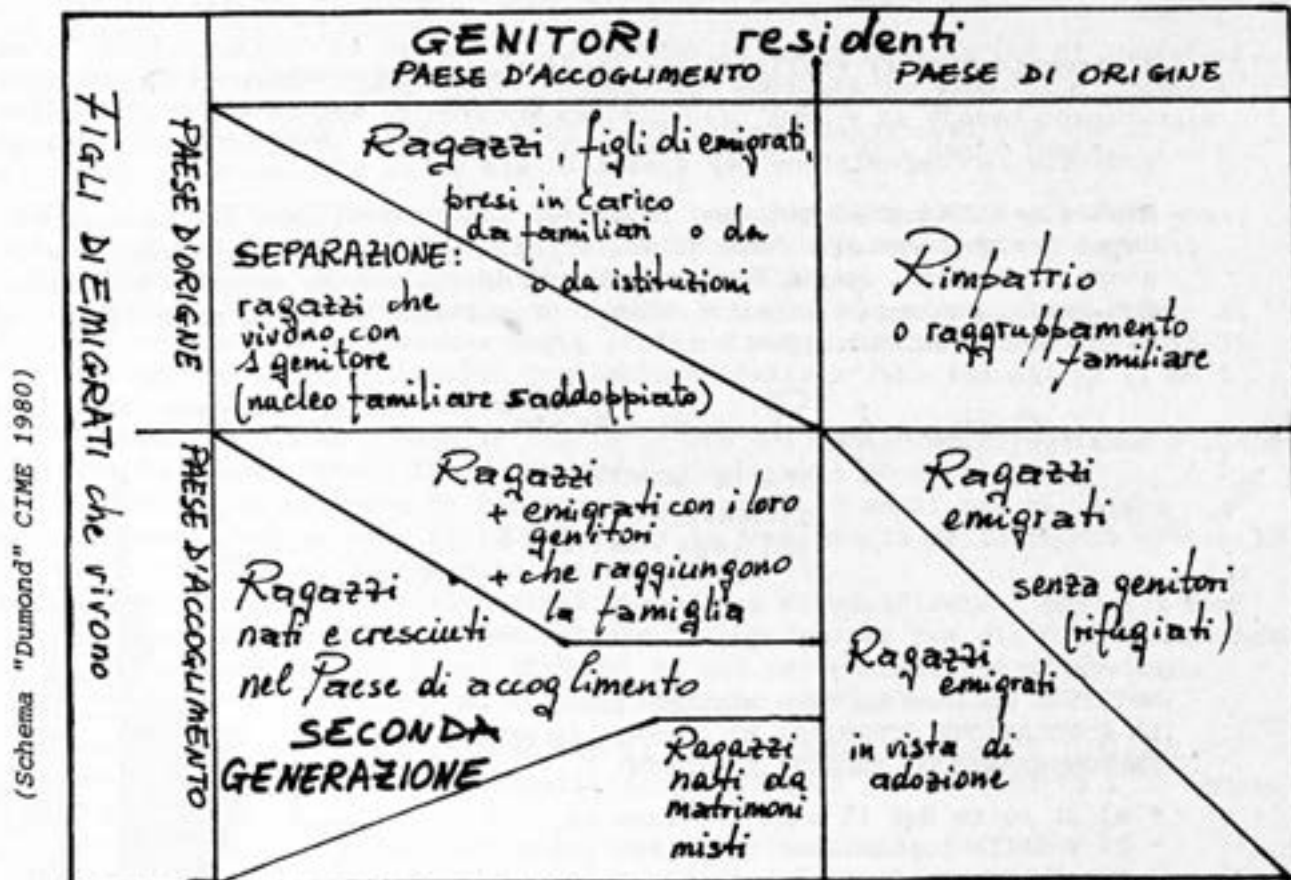 GENITORI residenti
PAESE D'ACCOGLIMENTO
PAESE DI ORIGINE
FIGLI DI EMIGRATI che vivono
PAESE D'ORIGNE
Ragazzi, figli di emigrati,
presi in carico
da familiari o da
o da istituzioni
SEPARAZIONE:
ragazzi che
vivono con
1 genitore
(nucleo familiare saddoppiato)
Rimpatrio
o raggruppamento
familiare
PAESE D'ACCOGLIMENTO
Ragazzi
+ emigrati con i loro
genitori
+ che raggiungono
la famiglia
Ragazzi
nati e cresciuti
nel Paese di accoglimento
SECONDA
GENERAZIONE
Ragazzi
natti da
matrimoni
misti
Ragazzi
emigrati
senza genitori
(rifugiati)
Ragazzi
emigrati
in vista di
adozione
(Schema "Dumond" CIME 1980)